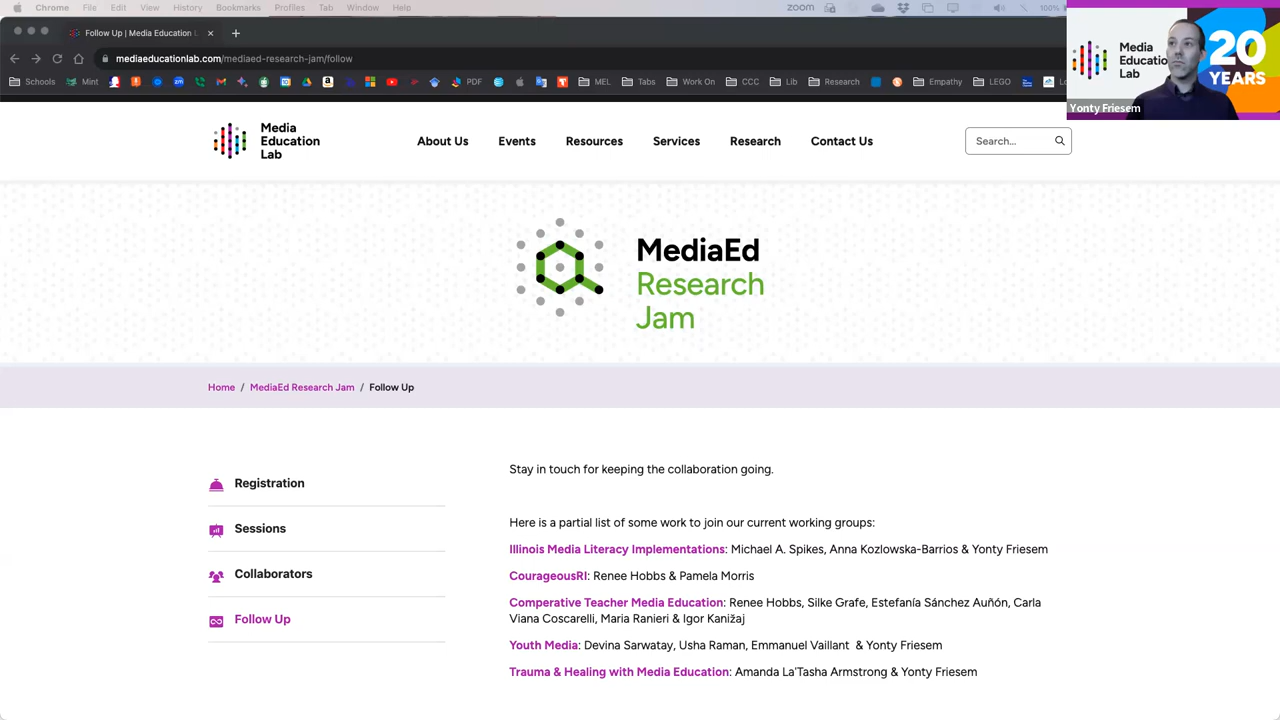 Chrome File Edit View History Bookmarks Profiles Tab Window Help
zoom
100%
Follow Up | Media Education L
mediaeducationlab.com/mediaed-research-jam/follow
Schools Mint PDF MEL Tabs Work On CCC Lib Research Empathy LEGO
Media
Educatio
Lab
20
YEARS
Yonty Friesem
Media
Education
Lab
About Us Events Resources Services Research Contact Us
Search...
MediaEd
Research
Jam
Home / MediaEd Research Jam / Follow Up
Registration
Sessions
Collaborators
Follow Up
Stay in touch for keeping the collaboration going.
Here is a partial list of some work to join our current working groups:
Illinois Media Literacy Implementations: Michael A. Spikes, Anna Kozlowska-Barrios & Yonty Friesem
CourageousRI: Renee Hobbs & Pamela Morris
Comperative Teacher Media Education: Renee Hobbs, Silke Grafe, Estefanía Sánchez Auñón, Carla
Viana Coscarelli, Maria Ranieri & Igor Kanižaj
Youth Media: Devina Sarwatay, Usha Raman, Emmanuel Vaillant & Yonty Friesem
Trauma & Healing with Media Education: Amanda La'Tasha Armstrong & Yonty Friesem